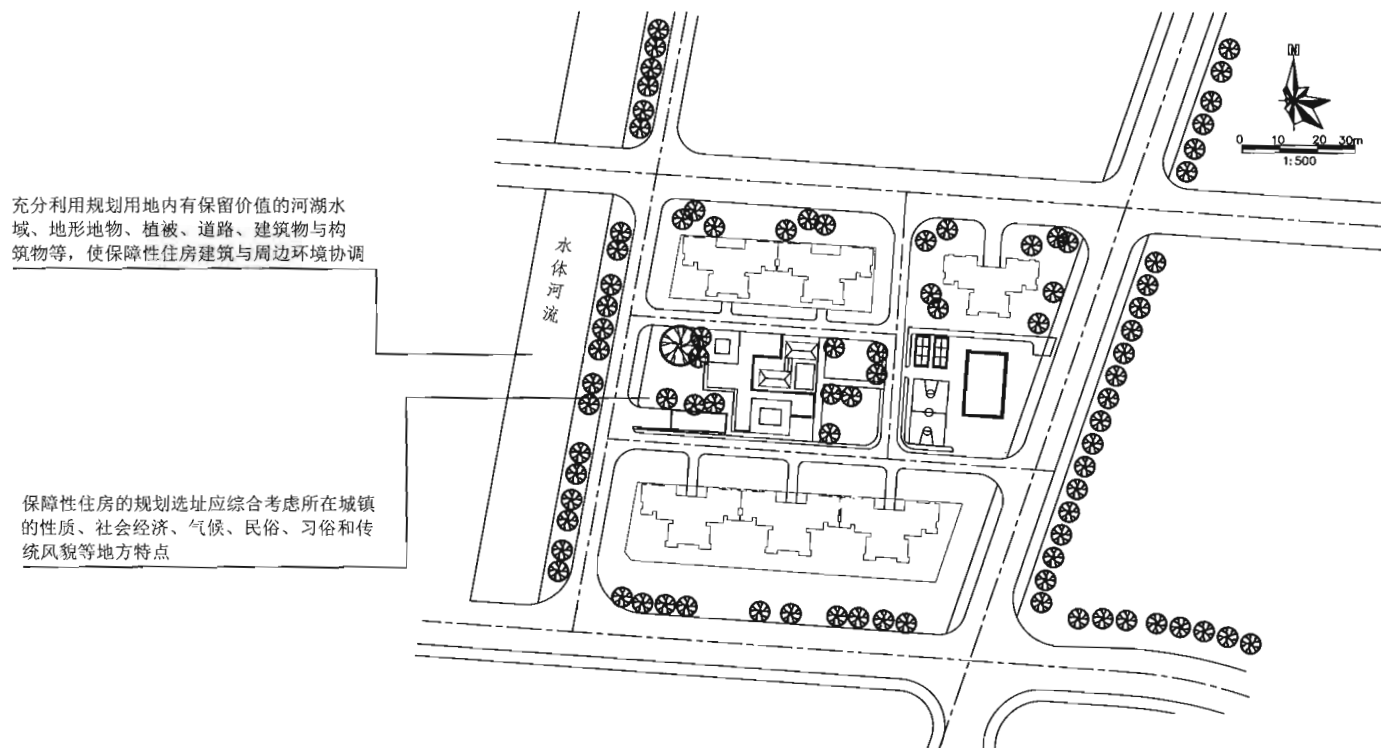 N
0 10 20 30m
1:500
充分利用规划用地内有保留价值的河湖水
域、地形地物、植被、道路、建筑物与构
筑物等，使保障性住房建筑与周边环境协调
水体河流
保障性住房的规划选址应综合考虑所在城镇
的性质、社会经济、气候、民俗、习俗和传
统风貌等地方特点